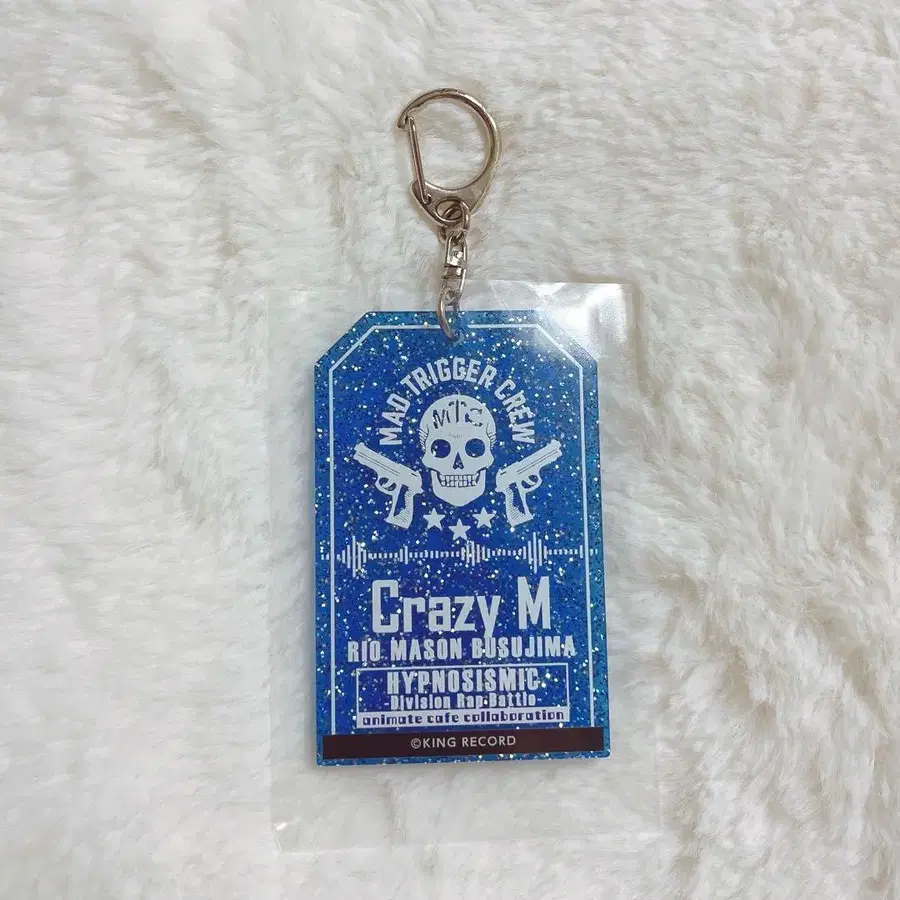 MAD TRIGGER CREW
MTC
Crazy M
RIO MASON BUSUJIMA
HYPNOSISMIC
-Division Rap Battle-
animate cafe collaboration
©KING RECORD